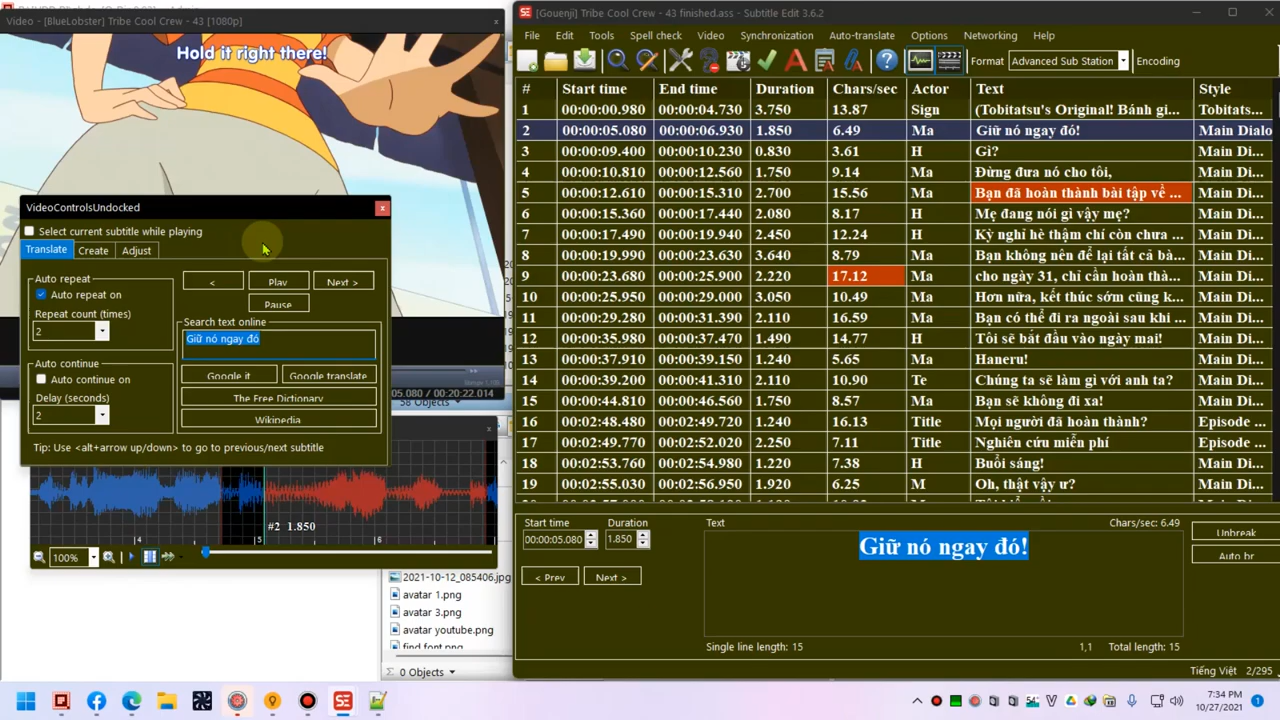 Video - [BlueLobster] Tribe Cool Crew - 43 [1080p]
Hold it right there!
VideoControlsUndocked
Select current subtitle while playing
Translate Create Adjust
Auto repeat
Auto repeat on
Repeat count (times)
2
Auto continue
Auto continue on
Delay (seconds)
2
< Play Next >
Pause
Search text online
Giữ nó ngay đó
Google it Google translate
The Free Dictionary
Wikipedia
Tip: Use <alt+arrow up/down> to go to previous/next subtitle
05.080 / 00:20:22.014
58 Objects
#2 1.850
4 5 6
100%
2021-10-12_085406.jpg
avatar 1.png
avatar 3.png
avatar youtube.png
find font.png
0 Objects
[Gouenji] Tribe Cool Crew - 43 finished.ass - Subtitle Edit 3.6.2
File Edit Tools Spell check Video Synchronization Auto-translate Options Networking Help
Format Advanced Sub Station Encoding
# Start time End time Duration Chars/sec Actor Text Style
1 00:00:00.980 00:00:04.730 3.750 13.87 Sign (Tobitatsu's Original! Bánh gi... Tobitats...
2 00:00:05.080 00:00:06.930 1.850 6.49 Ma Giữ nó ngay đó! Main Dialo
3 00:00:09.400 00:00:10.230 0.830 3.61 H Gì? Main Di...
4 00:00:10.810 00:00:12.560 1.750 9.14 Ma Đừng đưa nó cho tôi, Main Di...
5 00:00:12.610 00:00:15.310 2.700 15.56 Ma Bạn đã hoàn thành bài tập về ... Main Di...
6 00:00:15.360 00:00:17.440 2.080 8.17 H Mẹ đang nói gì vậy mẹ? Main Di...
7 00:00:17.490 00:00:19.940 2.450 12.24 H Kỳ nghỉ hè thậm chí còn chưa ... Main Di...
8 00:00:19.990 00:00:23.630 3.640 8.79 Ma Bạn không nên để lại tất cả bà... Main Di...
9 00:00:23.680 00:00:25.900 2.220 17.12 Ma cho ngày 31, chỉ cần hoàn thà... Main Di...
10 00:00:25.950 00:00:29.000 3.050 10.49 Ma Hơn nữa, kết thúc sớm cũng k... Main Di...
11 00:00:29.280 00:00:31.390 2.110 16.59 Ma Bạn có thể đi ra ngoài sau khi ... Main Di...
12 00:00:35.980 00:00:37.470 1.490 14.77 H Tôi sẽ bắt đầu vào ngày mai! Main Di...
13 00:00:37.910 00:00:39.150 1.240 5.65 Ma Haneru! Main Di...
14 00:00:39.200 00:00:41.310 2.110 10.90 Te Chúng ta sẽ làm gì với anh ta? Main Di...
15 00:00:44.810 00:00:46.560 1.750 8.57 Ma Bạn sẽ không đi xa! Main Di...
16 00:02:48.480 00:02:49.720 1.240 16.13 Title Mọi người đã hoàn thành? Episode ...
17 00:02:49.770 00:02:52.020 2.250 7.11 Title Nghiên cứu miễn phí Episode ...
18 00:02:53.760 00:02:54.980 1.220 7.38 H Buổi sáng! Main Di...
19 00:02:55.030 00:02:56.950 1.920 6.25 M Oh, thật vậy ư? Main Di...
Start time Duration Text Chars/sec: 6.49
00:00:05.080 1.850
Giữ nó ngay đó!
< Prev Next >
Unbreak
Auto br
Single line length: 15 1,1 Total length: 15
Tiếng Việt 2/295
54°
7:34 PM
10/27/2021
1